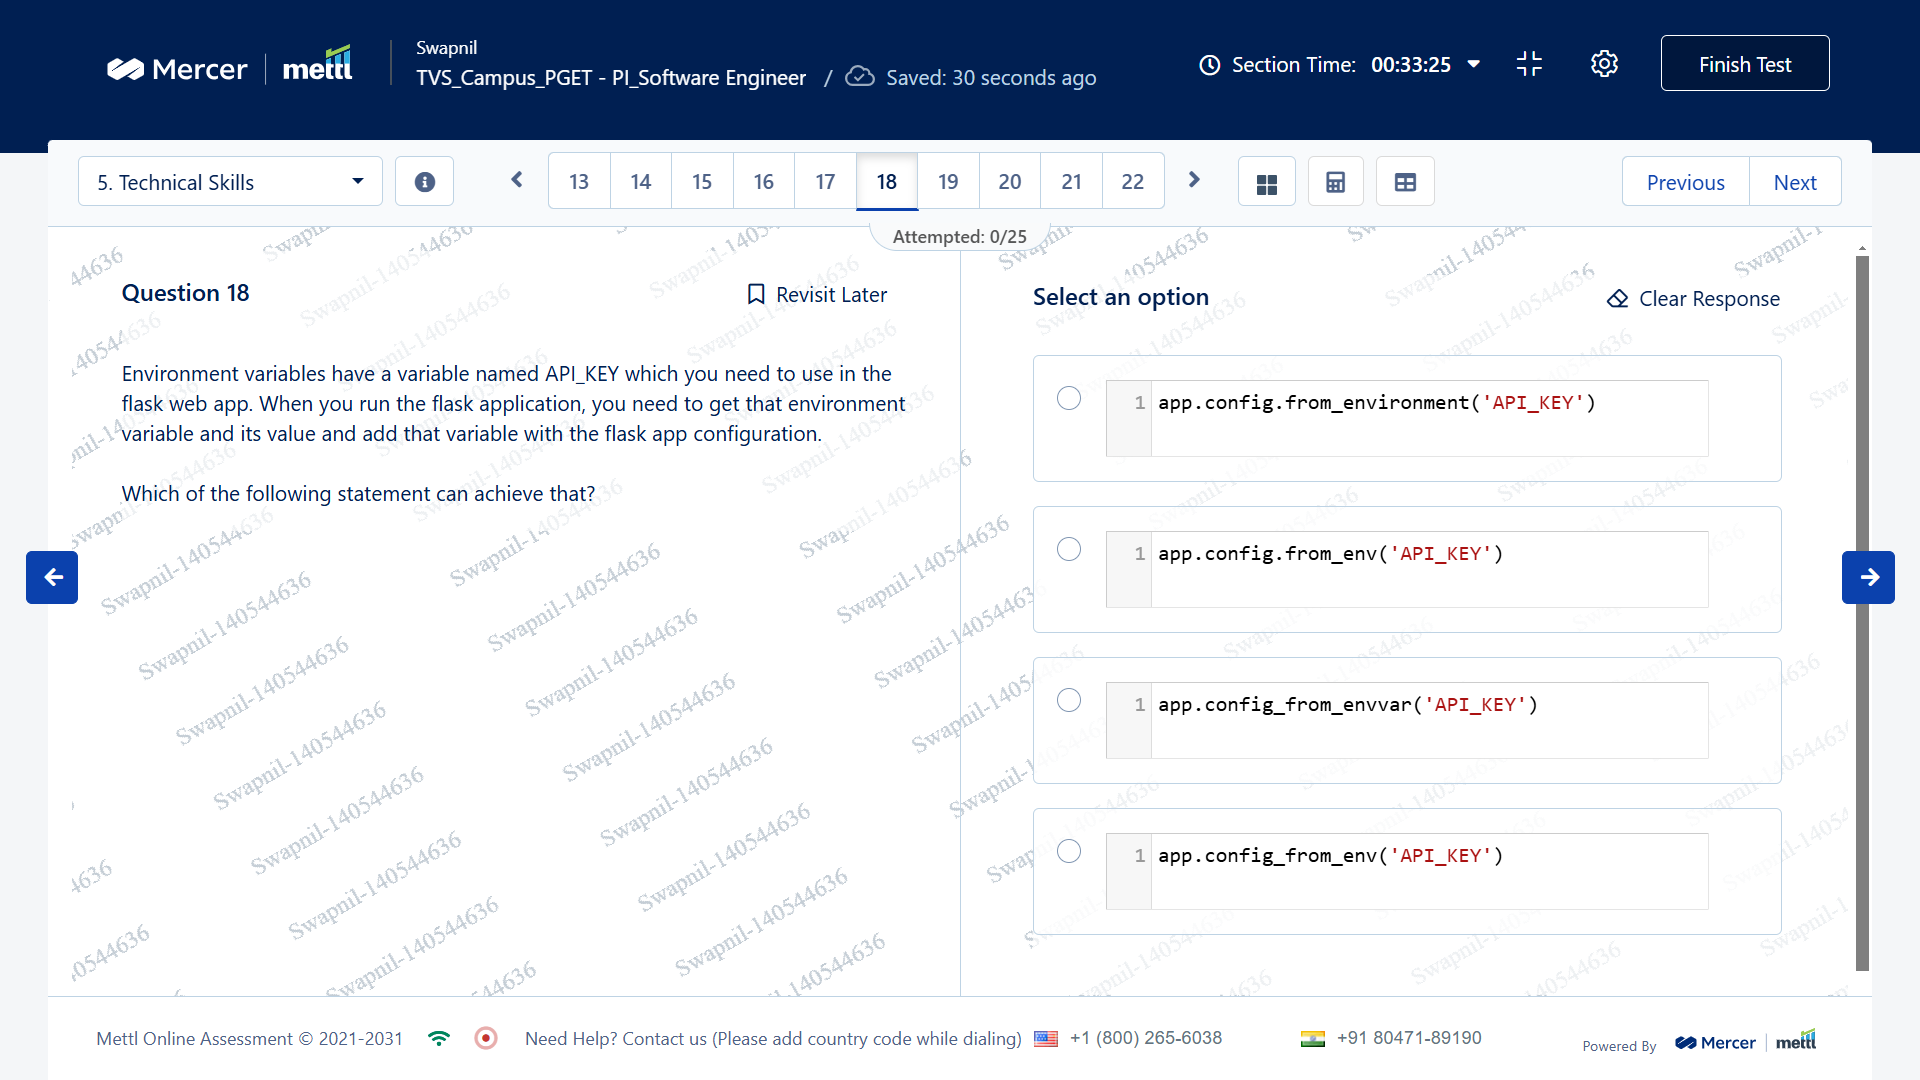 Mercer mettl
Swapnil
TVS_Campus_PGET - PI_Software Engineer / Saved: 30 seconds ago
Section Time: 00:33:25
Finish Test
5. Technical Skills
13 14 15 16 17 18 19 20 21 22
Previous Next
Attempted: 0/25
Question 18
Revisit Later
Environment variables have a variable named API_KEY which you need to use in the
flask web app. When you run the flask application, you need to get that environment
variable and its value and add that variable with the flask app configuration.
Which of the following statement can achieve that?
Select an option
Clear Response
1 app.config.from_environment('API_KEY')
1 app.config.from_env('API_KEY')
1 app.config_from_envvar('API_KEY')
1 app.config_from_env('API_KEY')
Swapnil-140544636
Mettl Online Assessment © 2021-2031
Need Help? Contact us (Please add country code while dialing) +1 (800) 265-6038 +91 80471-89190
Powered By Mercer mettl